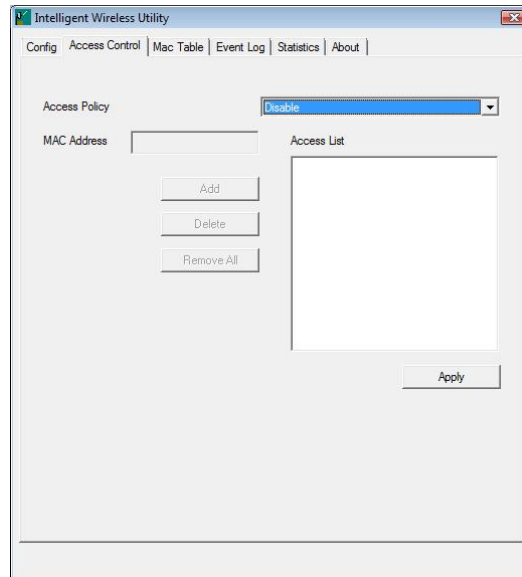 Intelligent Wireless Utility
Config Access Control Mac Table Event Log Statistics About
Access Policy Disable
MAC Address Access List
Add
Delete
Remove All
Apply